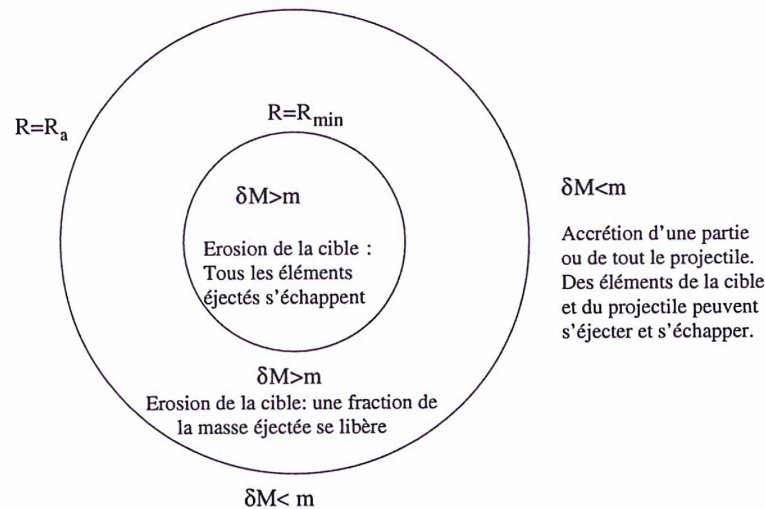 R=Rmin
R=Ra
δM>m
Erosion de la cible :
Tous les éléments
éjectés s'échappent
δM<m
Accrétion d'une partie
ou de tout le projectile.
Des éléments de la cible
et du projectile peuvent
s'éjecter et s'échapper.
δM>m
Erosion de la cible: une fraction de
la masse éjectée se libère
δM< m